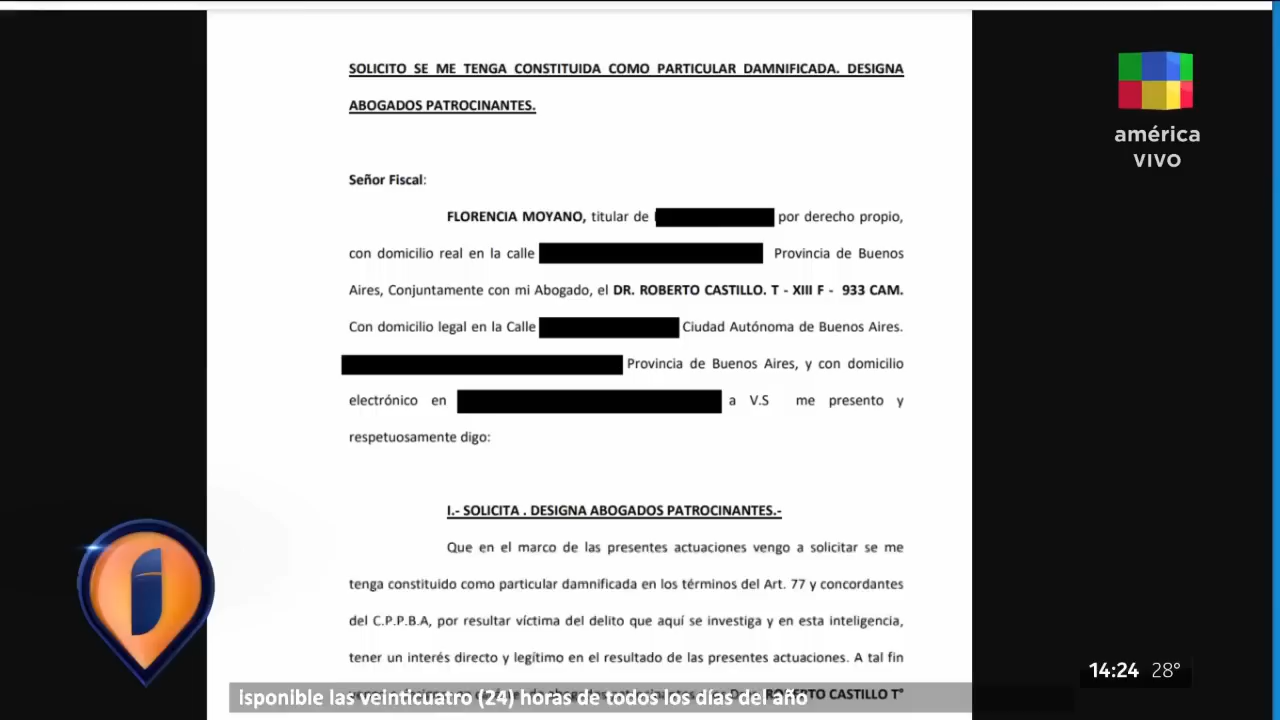 SOLICITO SE ME TENGA CONSTITUIDA COMO PARTICULAR DAMNIFICADA. DESIGNA
ABOGADOS PATROCINANTES.
américa
VIVO
Señor Fiscal:
FLORENCIA MOYANO, titular de por derecho propio,
con domicilio real en la calle Provincia de Buenos
Aires, Conjuntamente con mi Abogado, el DR. ROBERTO CASTILLO. T - XIII F - 933 CAM.
Con domicilio legal en la Calle Ciudad Autónoma de Buenos Aires.
Provincia de Buenos Aires, y con domicilio
electrónico en a V.S me presento y
respetuosamente digo:
I.- SOLICITA . DESIGNA ABOGADOS PATROCINANTES.-
Que en el marco de las presentes actuaciones vengo a solicitar se me
tenga constituido como particular damnificada en los términos del Art. 77 y concordantes
del C.P.P.B.A, por resultar víctima del delito que aquí se investiga y en esta inteligencia,
tener un interés directo y legítimo en el resultado de las presentes actuaciones. A tal fin
ROBERTO CASTILLO T°
isponible las veinticuatro (24) horas de todos los días del año
14:24 28°